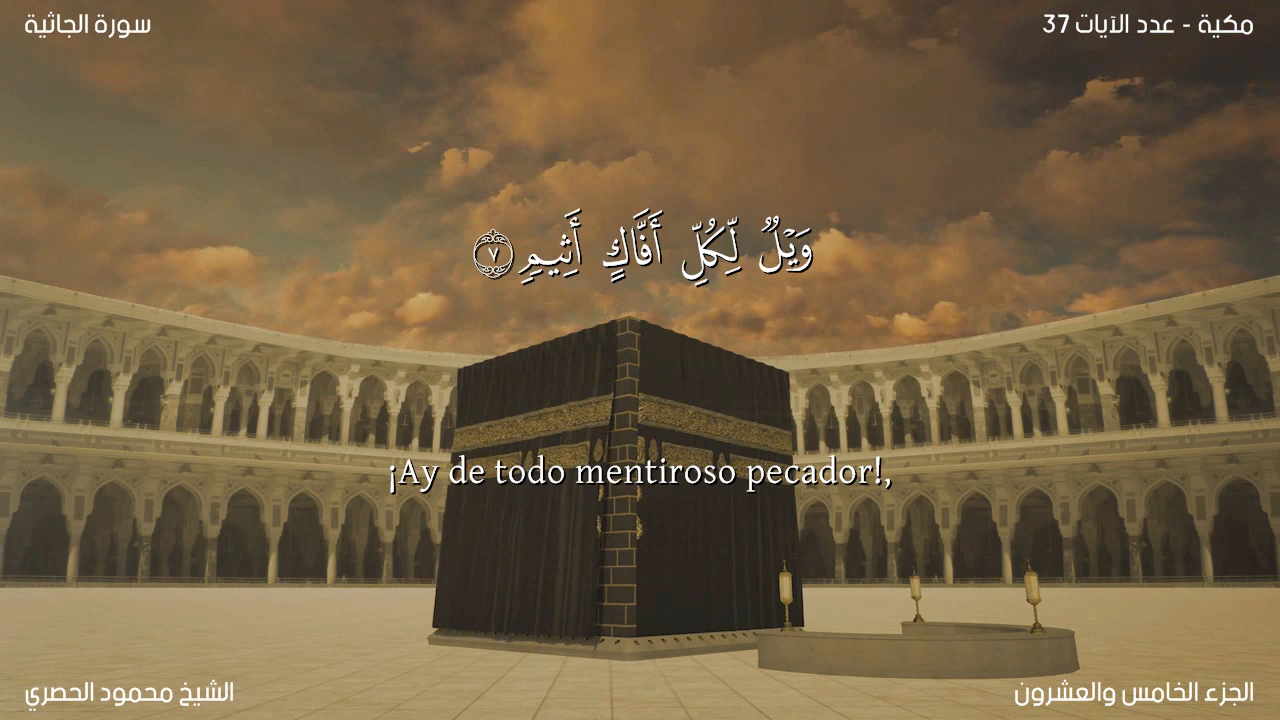 سورة الجاثية
مكية - عدد الآيات 37
وَيْلٌ لِّكُلِّ أَفَّاكٍ أَثِيمٍ ٧
¡Ay de todo mentiroso pecador!,
الشيخ محمود الحصري
الجزء الخامس والعشرون